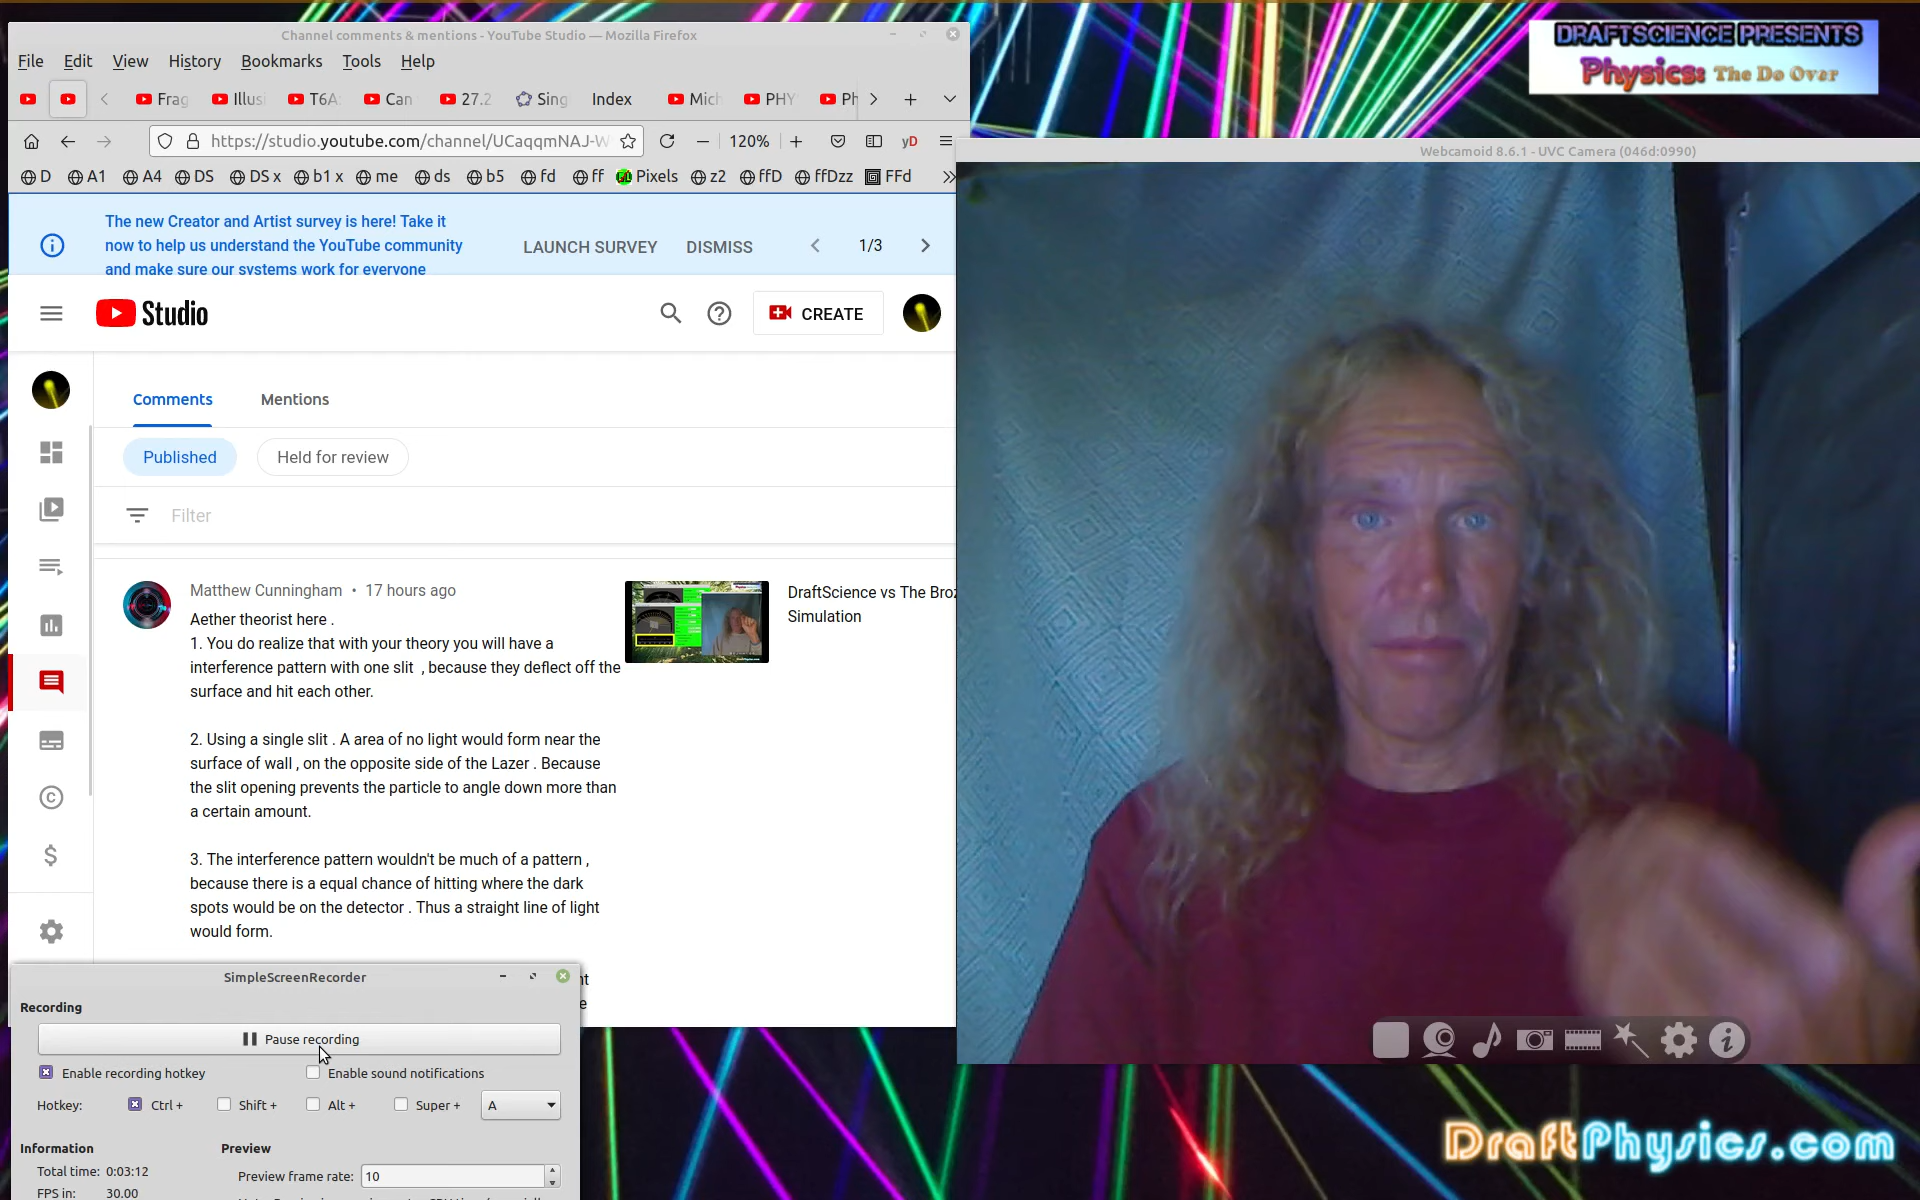 DRAFTSCIENCE PRESENTS
Physics: The Do Over
Channel comments & mentions - YouTube Studio — Mozilla Firefox
File Edit View History Bookmarks Tools Help
Frag Illus T6A Can 27.2 Sing Index Mich PHY Ph
https://studio.youtube.com/channel/UCaqqmNAJ-W 120% yD
D A1 A4 DS DS x b1 x me ds b5 fd ff Pixels z2 ffD ffDzz FFd
Webcamoid 8.6.1 - UVC Camera (046d:0990)
The new Creator and Artist survey is here! Take it
now to help us understand the YouTube community
and make sure our systems work for everyone
LAUNCH SURVEY DISMISS 1/3
Studio CREATE
Comments Mentions
Published Held for review
Filter
Matthew Cunningham • 17 hours ago
Aether theorist here .
1. You do realize that with your theory you will have a
interference pattern with one slit , because they deflect off the
surface and hit each other.
2. Using a single slit . A area of no light would form near the
surface of wall , on the opposite side of the Lazer . Because
the slit opening prevents the particle to angle down more than
a certain amount.
3. The interference pattern wouldn't be much of a pattern ,
because there is a equal chance of hitting where the dark
spots would be on the detector . Thus a straight line of light
would form.
DraftScience vs The Broz
Simulation
SimpleScreenRecorder
Recording
Pause recording
Enable recording hotkey Enable sound notifications
Hotkey: Ctrl + Shift + Alt + Super + A
Information Preview
Total time: 0:03:12
Preview frame rate: 10
FPS in: 30.00
DraftPhysics.com